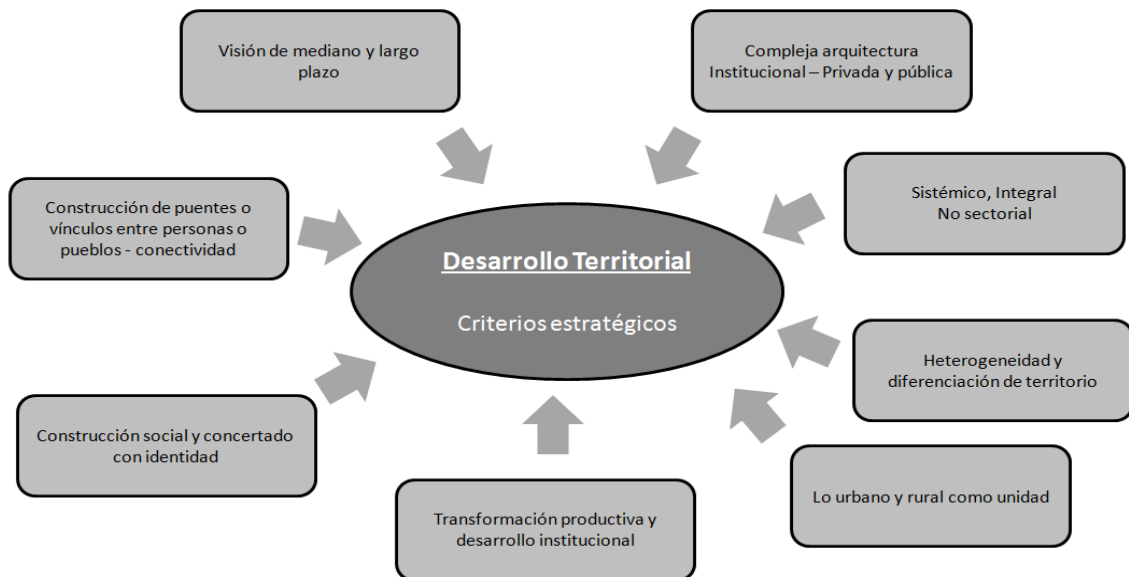 Visión de mediano y largo
plazo
Compleja arquitectura
Institucional – Privada y pública
Construcción de puentes o
vínculos entre personas o
pueblos - conectividad
Sistémico, Integral
No sectorial
Desarrollo Territorial
Criterios estratégicos
Heterogeneidad y
diferenciación de territorio
Construcción social y concertado
con identidad
Lo urbano y rural como unidad
Transformación productiva y
desarrollo institucional